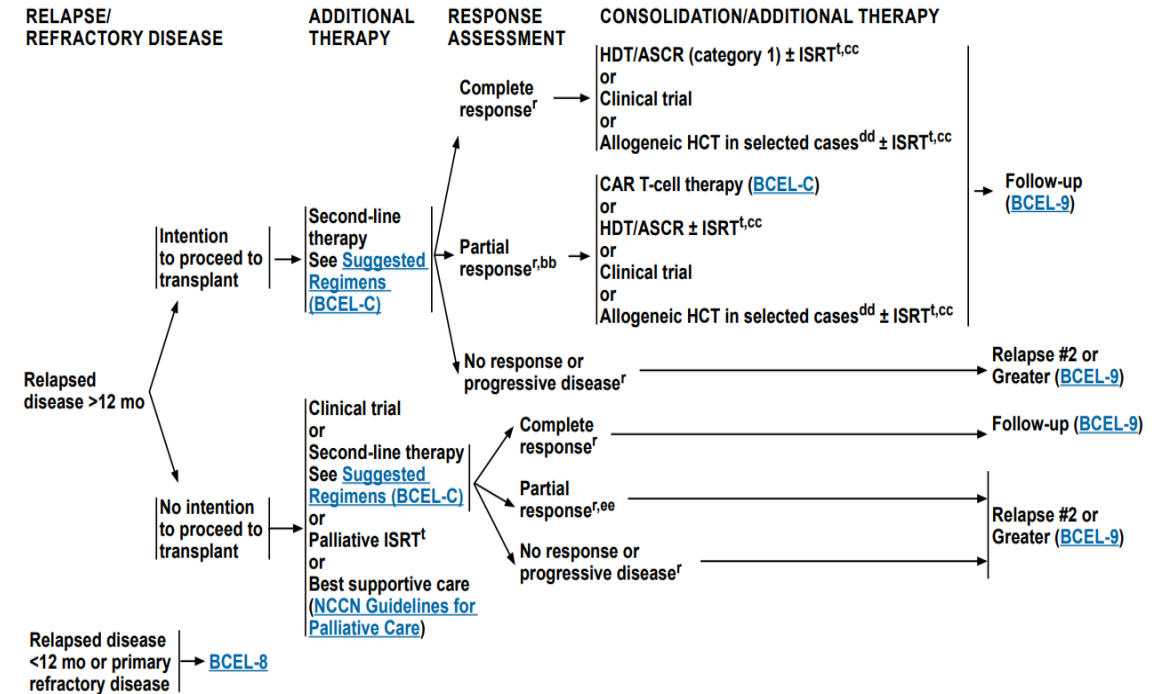 RELAPSE/
REFRACTORY DISEASE
ADDITIONAL
THERAPY
RESPONSE
ASSESSMENT
CONSOLIDATION/ADDITIONAL THERAPY
Relapsed
disease >12 mo
Intention
to proceed to
transplant
Second-line
therapy
See Suggested
Regimens
(BCEL-C)
Complete
responseʳ
HDT/ASCR (category 1) ± ISRTᵗ,ᶜᶜ
or
Clinical trial
or
Allogeneic HCT in selected casesᵈᵈ ± ISRTᵗ,ᶜᶜ
Partial
responseʳ,ᵇᵇ
CAR T-cell therapy (BCEL-C)
or
HDT/ASCR ± ISRTᵗ,ᶜᶜ
or
Clinical trial
or
Allogeneic HCT in selected casesᵈᵈ ± ISRTᵗ,ᶜᶜ
Follow-up
(BCEL-9)
No response or
progressive diseaseʳ
Relapse #2 or
Greater (BCEL-9)
No intention
to proceed to
transplant
Clinical trial
or
Second-line therapy
See Suggested
Regimens (BCEL-C)
or
Palliative ISRTᵗ
or
Best supportive care
(NCCN Guidelines for
Palliative Care)
Complete
responseʳ
Follow-up (BCEL-9)
Partial
responseʳ,ᵉᵉ
No response or
progressive diseaseʳ
Relapse #2 or
Greater (BCEL-9)
Relapsed disease
<12 mo or primary
refractory disease
BCEL-8